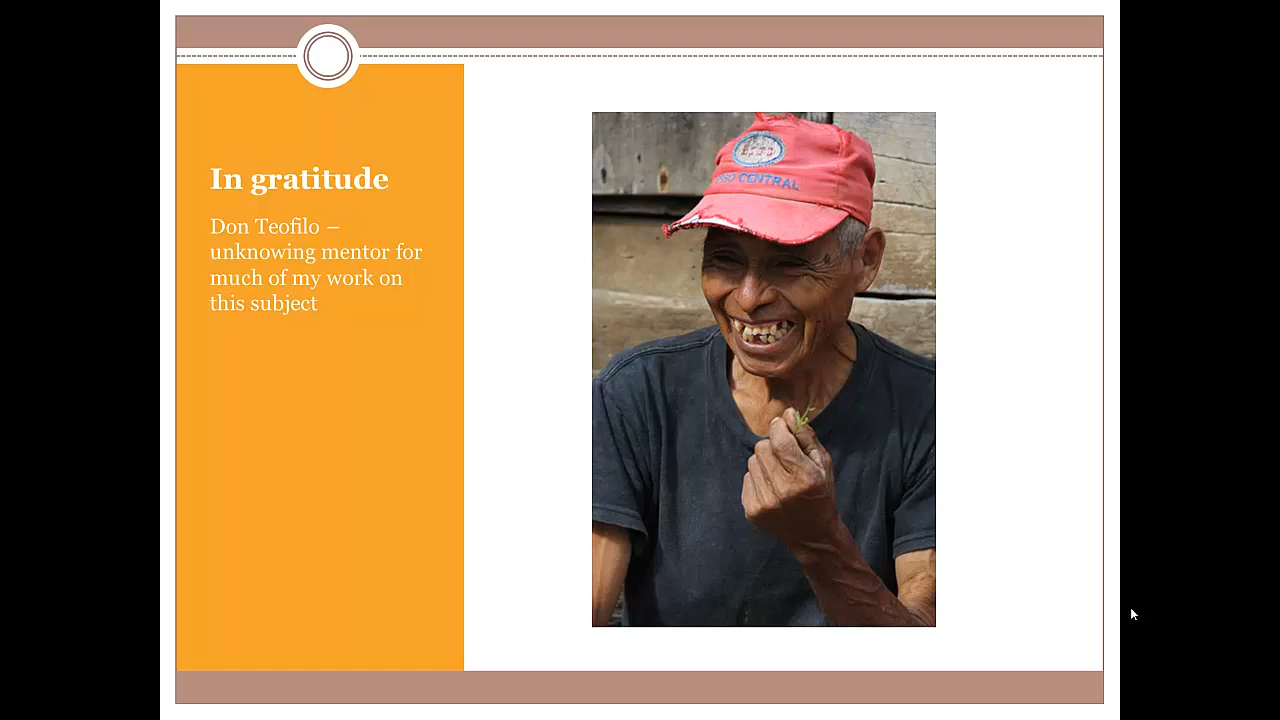 In gratitude
Don Teofilo –
unknowing mentor for
much of my work on
this subject
CENTRAL